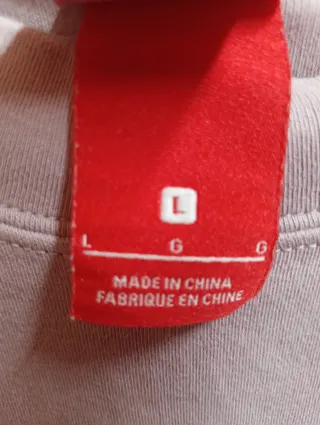 L
L G G
MADE IN CHINA
FABRIQUE EN CHINE